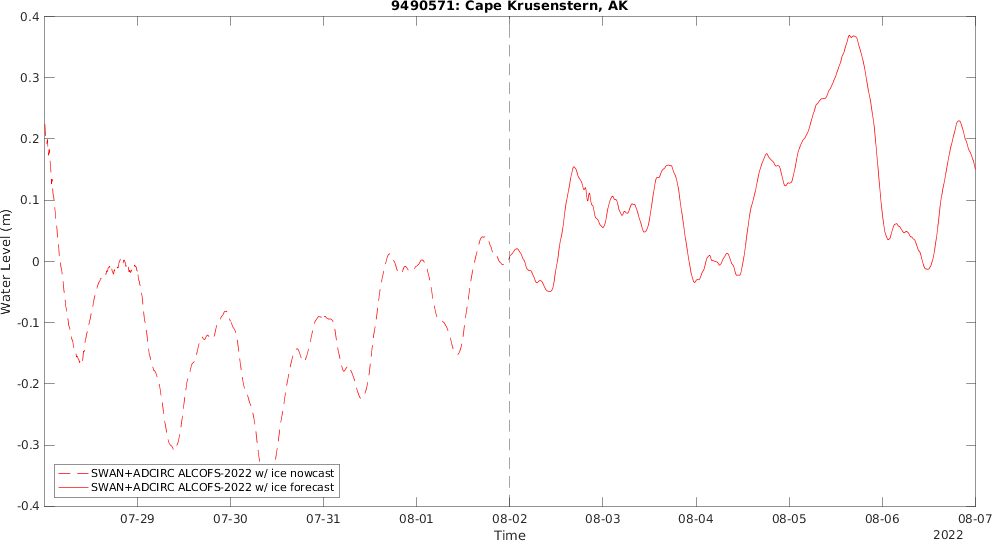 9490571: Cape Krusenstern, AK
0.4
0.3
0.2
0.1
0
-0.1
-0.2
-0.3
-0.4
Water Level (m)
SWAN+ADCIRC ALCOFS-2022 w/ ice nowcast
SWAN+ADCIRC ALCOFS-2022 w/ ice forecast
07-29 07-30 07-31 08-01 08-02 08-03 08-04 08-05 08-06 08-07
Time
2022